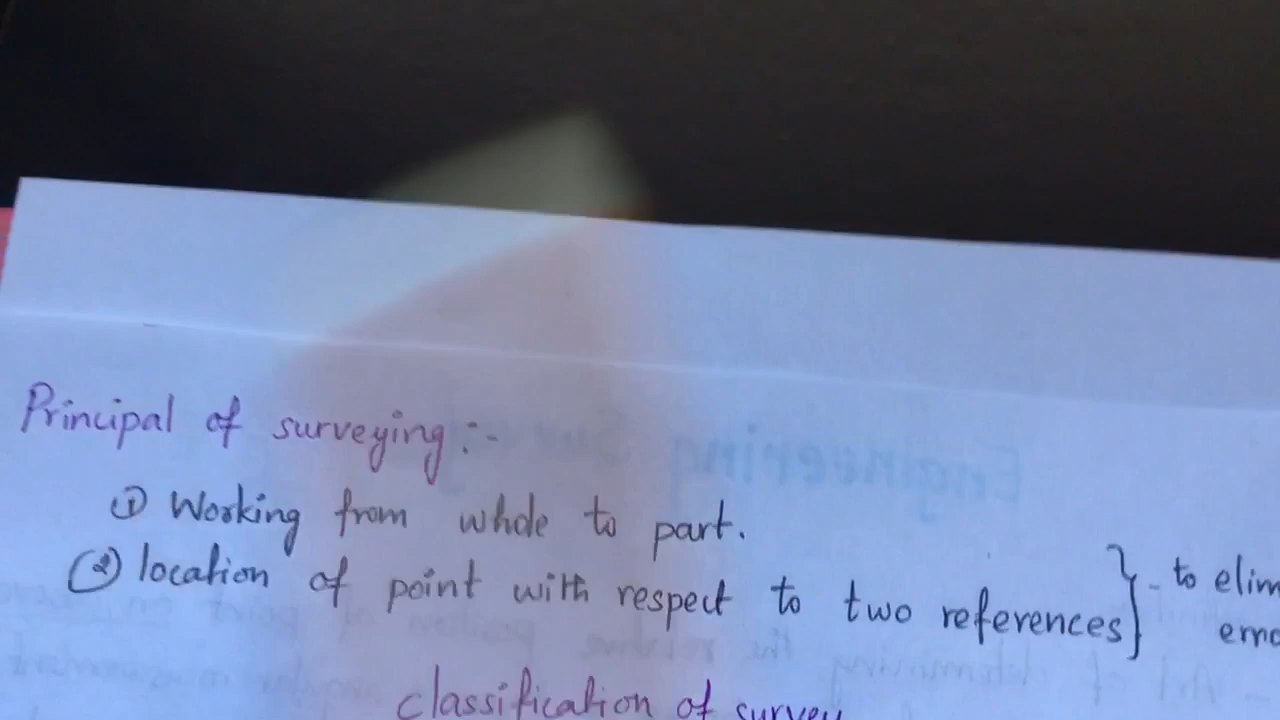 Principal of surveying :-
① Working from whole to part.
② location of point with respect to two references} - to elim
classification of survey